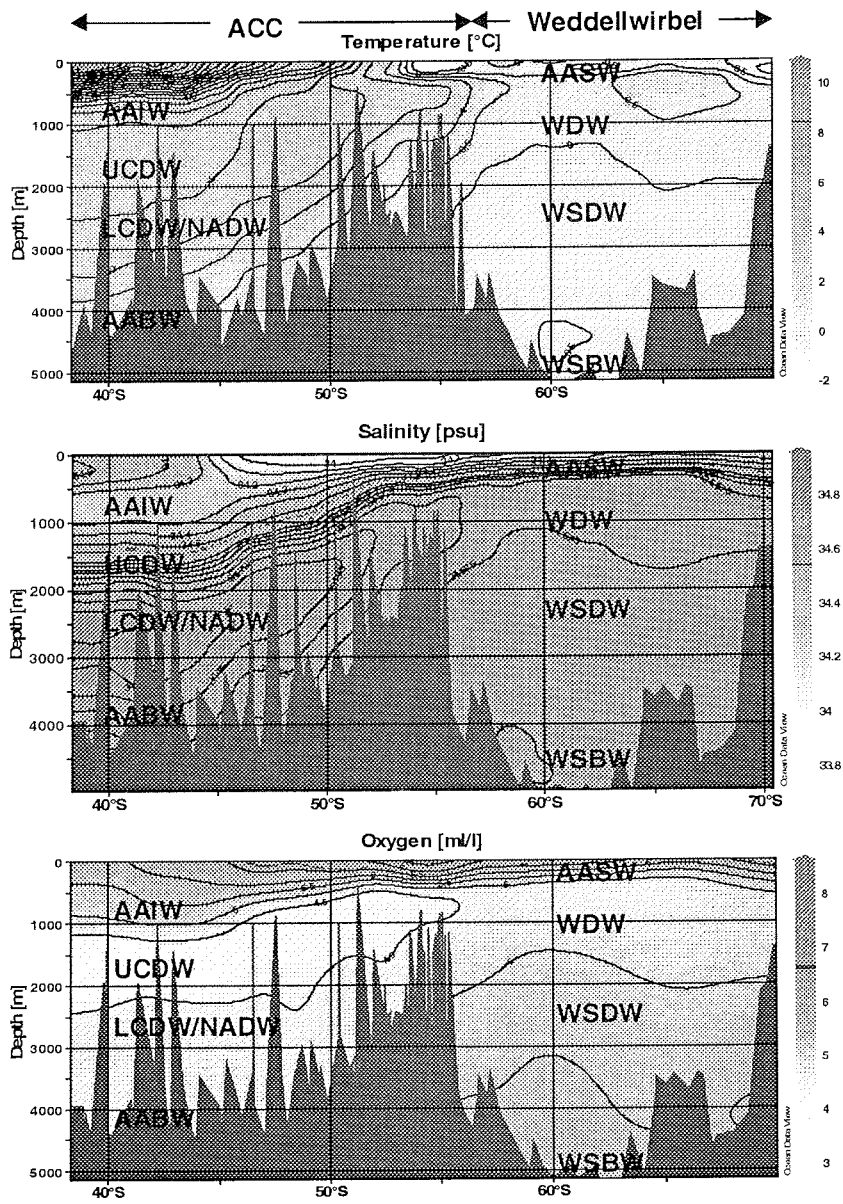 ACC Weddellwirbel
Temperature [°C]
0
1000
2000
3000
4000
5000
Depth [m]
AAIW
UCDW
LCDW/NADW
AABW
AASW
WDW
WSDW
WSBW
40°S 50°S 60°S
10
8
6
4
2
0
-2
Ocean Data View
Salinity [psu]
0
1000
2000
3000
4000
Depth [m]
AAIW
UCDW
LCDW/NADW
AABW
AASW
WDW
WSDW
WSBW
40°S 50°S 60°S 70°S
34.8
34.6
34.4
34.2
34
33.8
Ocean Data View
Oxygen [ml/l]
0
1000
2000
3000
4000
5000
Depth [m]
AAIW
UCDW
LCDW/NADW
AABW
AASW
WDW
WSDW
WSBW
40°S 50°S 60°S
8
7
6
5
4
3
Ocean Data View